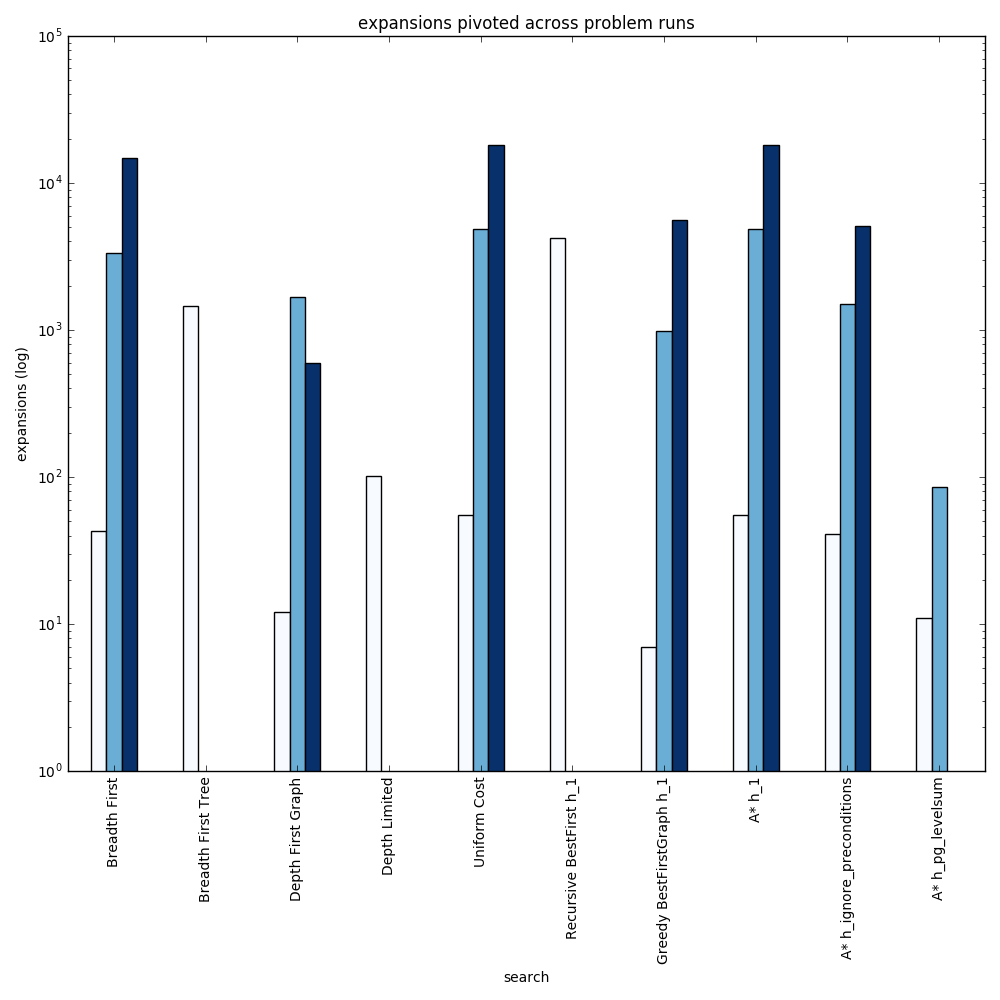 expansions pivoted across problem runs
10^5
10^4
10^3
10^2
10^1
10^0
expansions (log)
Breadth First
Breadth First Tree
Depth First Graph
Depth Limited
Uniform Cost
Recursive BestFirst h_1
Greedy BestFirstGraph h_1
A* h_1
A* h_ignore_preconditions
A* h_pg_levelsum
search